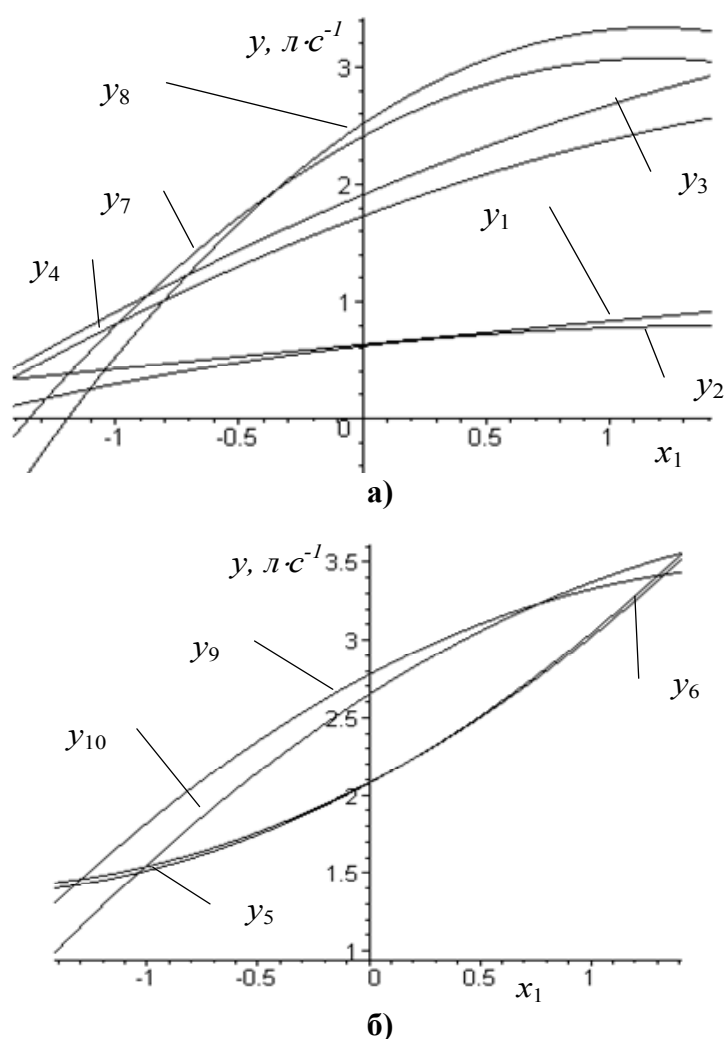 y, л·с⁻¹
3
y₈
2
y₃
y₇
y₁
y₄
1
y₂
-1 -0.5 0 0.5 1
x₁
а)
y, л·с⁻¹ 3.5
3
y₉
y₆
2.5
y₁₀
2
1.5
y₅
1
-1 -0.5 0 0.5 1
x₁
б)